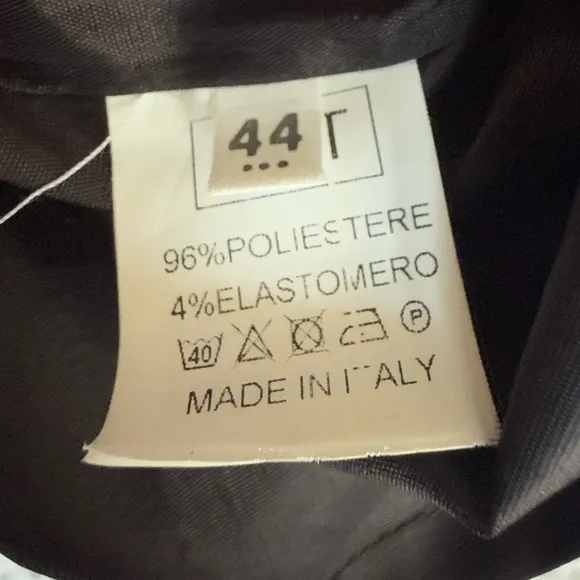 44
T
96%POLIESTERE
4%ELASTOMERO
40 P
MADE IN ITALY